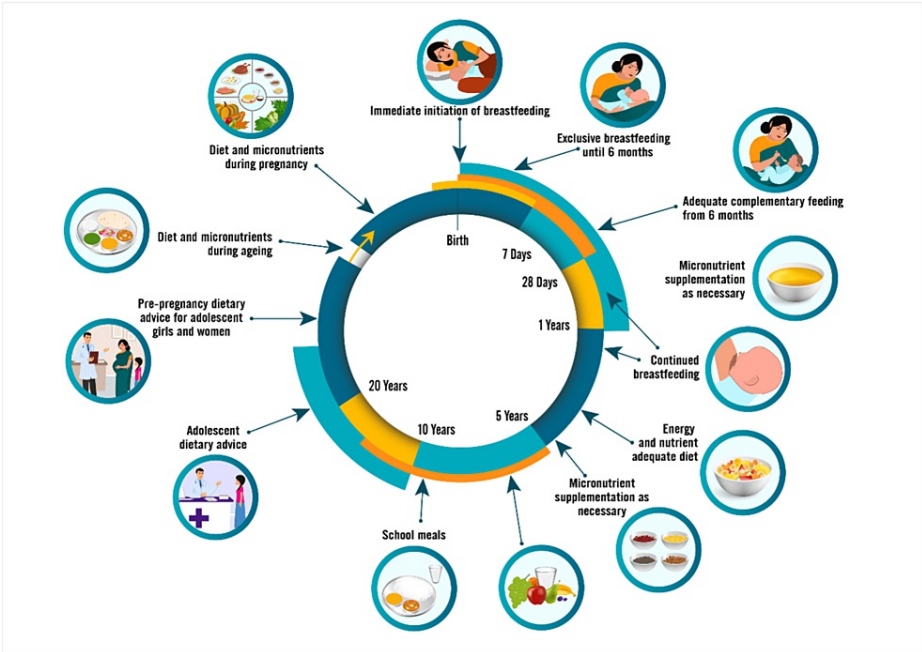 Immediate initiation of breastfeeding
Exclusive breastfeeding
until 6 months
Adequate complementary feeding
from 6 months
Micronutrient
supplementation
as necessary
Continued
breastfeeding
Energy
and nutrient
adequate diet
Micronutrient
supplementation as
necessary
School meals
Adolescent
dietary advice
Pre-pregnancy dietary
advice for adolescent
girls and women
Diet and micronutrients
during ageing
Diet and micronutrients
during pregnancy
Birth
7 Days
28 Days
1 Years
5 Years
10 Years
20 Years